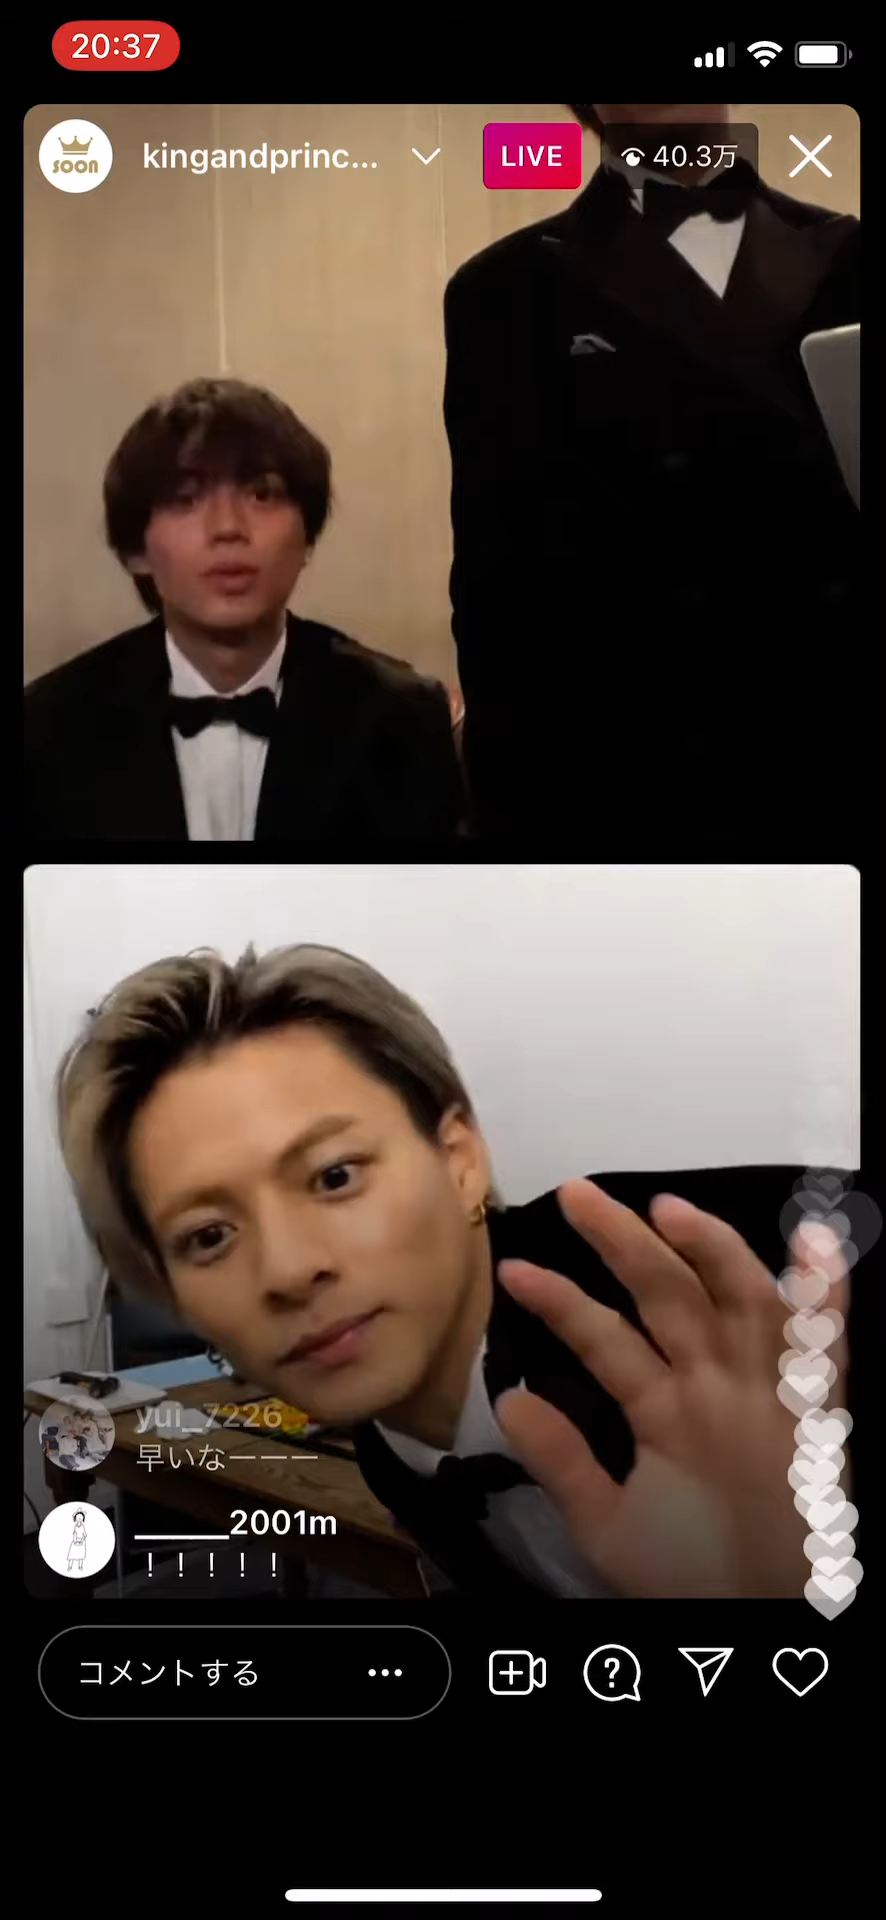 20:37
SOON
kingandprinc...
LIVE
40.3万
yui_7226
早いなーーー
______2001m
！！！！！
コメントする